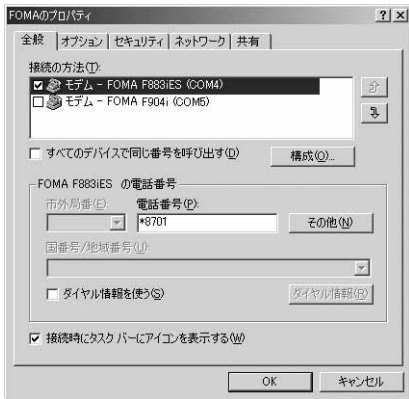 FOMAのプロパティ
全般 オプション セキュリティ ネットワーク 共有
接続の方法(T):
モデム - FOMA F883iES (COM4)
モデム - FOMA F904i (COM5)
すべてのデバイスで同じ番号を呼び出す(D) 構成(O)...
FOMA F883iES の電話番号
市外局番(E): 電話番号(P):
*8701 その他(N)
国番号/地域番号(U):
ダイヤル情報を使う(S) ダイヤル情報(R)
接続時にタスク バーにアイコンを表示する(W)
OK キャンセル